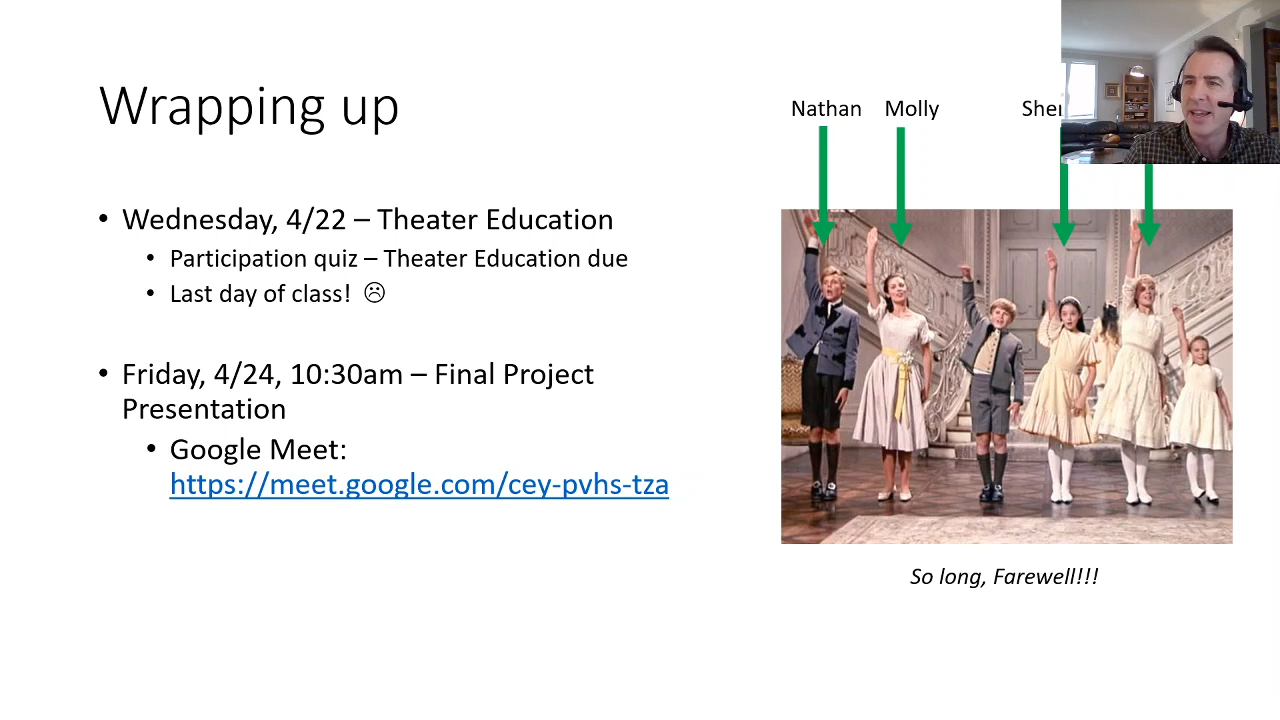 Wrapping up
Nathan Molly
• Wednesday, 4/22 – Theater Education
• Participation quiz – Theater Education due
• Last day of class! ☹
• Friday, 4/24, 10:30am – Final Project
Presentation
• Google Meet:
https://meet.google.com/cey-pvhs-tza
So long, Farewell!!!